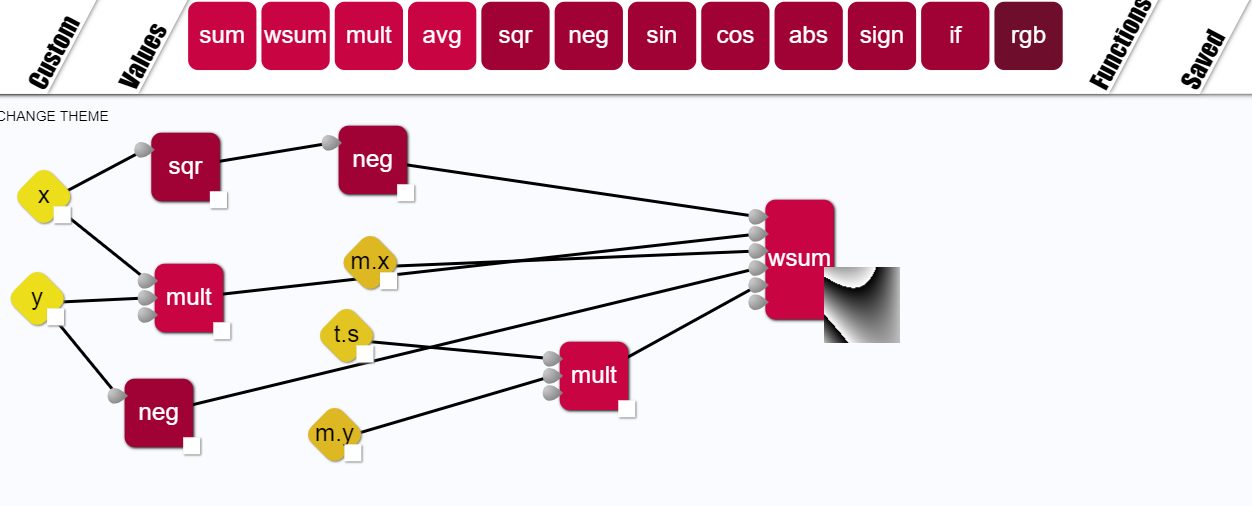 Custom
Values
sum wsum mult avg sqr neg sin cos abs sign if rgb
Functions
Saved
CHANGE THEME
sqr
neg
x
m.x
wsum
y
mult
t.s
mult
neg
m.y